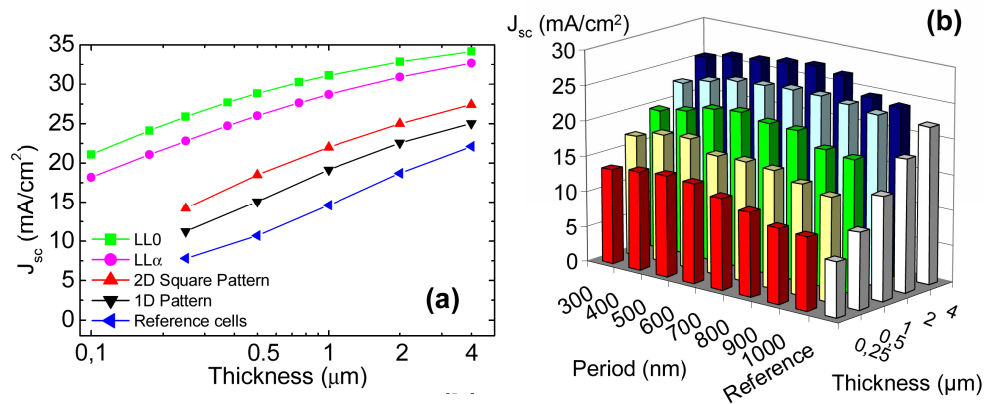 J_sc (mA/cm²)
35
30
25
20
15
10
5
0
LL0
LLα
2D Square Pattern
1D Pattern
Reference cells
(a)
0,1
0.5
1
2
4
Thickness (μm)
J_sc (mA/cm²)
(b)
30
25
20
15
10
5
0
300
400
500
600
700
800
900
1000
Reference
Period (nm)
0,25
0,5
1
2
4
Thickness (μm)